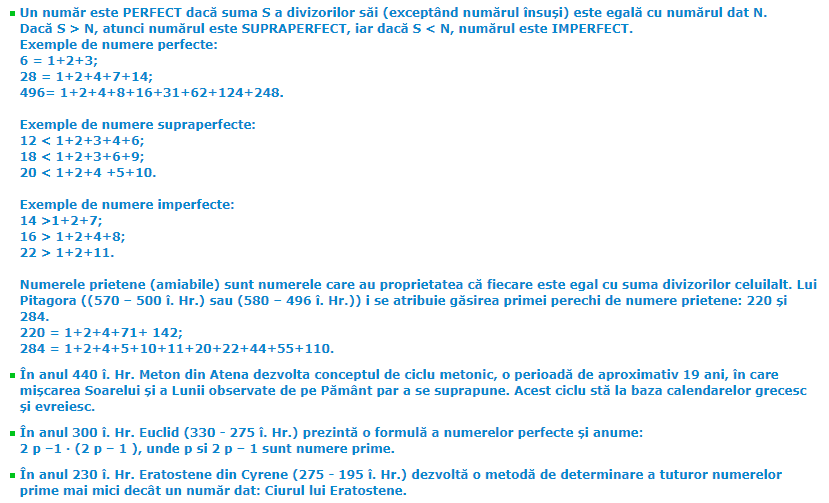 Un număr este PERFECT dacă suma S a divizorilor săi (exceptând numărul însuşi) este egală cu numărul dat N.
Dacă S > N, atunci numărul este SUPRAPERFECT, iar dacă S < N, numărul este IMPERFECT.
Exemple de numere perfecte:
6 = 1+2+3;
28 = 1+2+4+7+14;
496= 1+2+4+8+16+31+62+124+248.
Exemple de numere supraperfecte:
12 < 1+2+3+4+6;
18 < 1+2+3+6+9;
20 < 1+2+4 +5+10.
Exemple de numere imperfecte:
14 >1+2+7;
16 > 1+2+4+8;
22 > 1+2+11.
Numerele prietene (amiabile) sunt numerele care au proprietatea că fiecare este egal cu suma divizorilor celuilalt. Lui
Pitagora ((570 – 500 î. Hr.) sau (580 – 496 î. Hr.)) i se atribuie găsirea primei perechi de numere prietene: 220 şi
284.
220 = 1+2+4+71+ 142;
284 = 1+2+4+5+10+11+20+22+44+55+110.
În anul 440 î. Hr. Meton din Atena dezvolta conceptul de ciclu metonic, o perioadă de aproximativ 19 ani, în care
mişcarea Soarelui şi a Lunii observate de pe Pământ par a se suprapune. Acest ciclu stă la baza calendarelor grecesc
şi evreiesc.
În anul 300 î. Hr. Euclid (330 - 275 î. Hr.) prezintă o formulă a numerelor perfecte şi anume:
2 p –1 · (2 p – 1 ), unde p si 2 p – 1 sunt numere prime.
În anul 230 î. Hr. Eratostene din Cyrene (275 - 195 î. Hr.) dezvoltă o metodă de determinare a tuturor numerelor
prime mai mici decât un număr dat: Ciurul lui Eratostene.